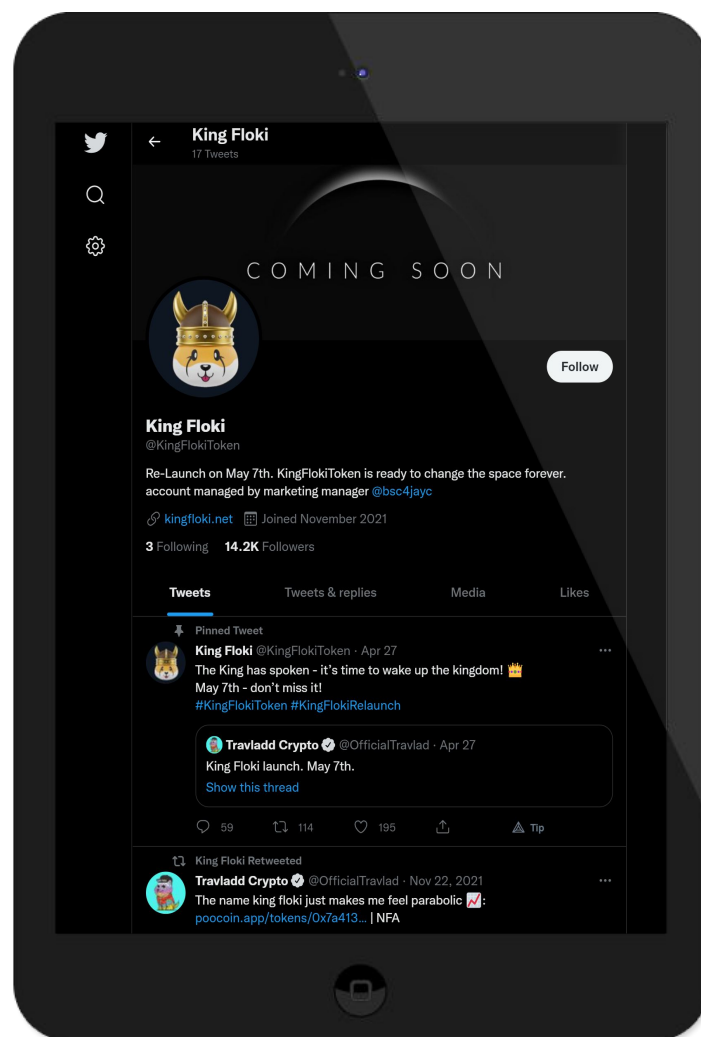 King Floki
17 Tweets
COMING SOON
Follow
King Floki
@KingFlokiToken
Re-Launch on May 7th. KingFlokiToken is ready to change the space forever.
account managed by marketing manager @bsc4jayc
kingfloki.net Joined November 2021
3 Following 14.2K Followers
Tweets Tweets & replies Media Likes
Pinned Tweet
King Floki @KingFlokiToken · Apr 27
The King has spoken - it's time to wake up the kingdom! 👑
May 7th - don't miss it!
#KingFlokiToken #KingFlokiRelaunch
Travladd Crypto @OfficialTravlad · Apr 27
King Floki launch. May 7th.
Show this thread
59 114 195 Tip
King Floki Retweeted
Travladd Crypto @OfficialTravlad · Nov 22, 2021
The name king floki just makes me feel parabolic 📈:
poocoin.app/tokens/0x7a413... | NFA